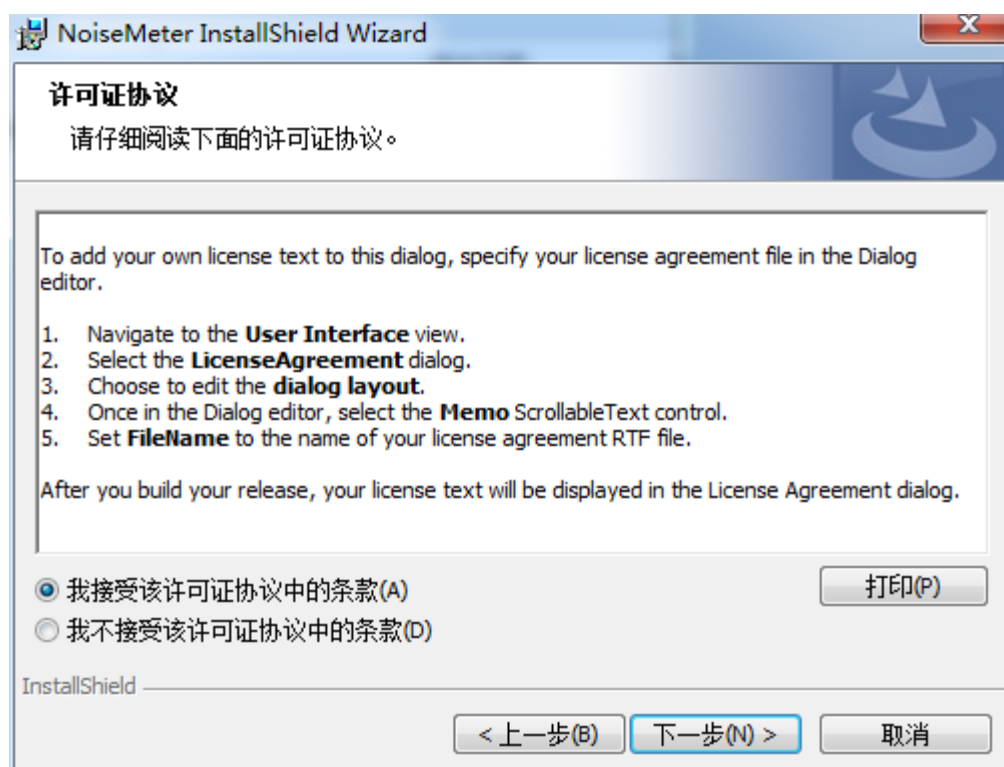 NoiseMeter InstallShield Wizard
许可证协议
请仔细阅读下面的许可证协议。
To add your own license text to this dialog, specify your license agreement file in the Dialog
editor.
1. Navigate to the User Interface view.
2. Select the LicenseAgreement dialog.
3. Choose to edit the dialog layout.
4. Once in the Dialog editor, select the Memo ScrollableText control.
5. Set FileName to the name of your license agreement RTF file.
After you build your release, your license text will be displayed in the License Agreement dialog.
我接受该许可证协议中的条款(A)
打印(P)
我不接受该许可证协议中的条款(D)
InstallShield
< 上一步(B) 下一步(N) > 取消